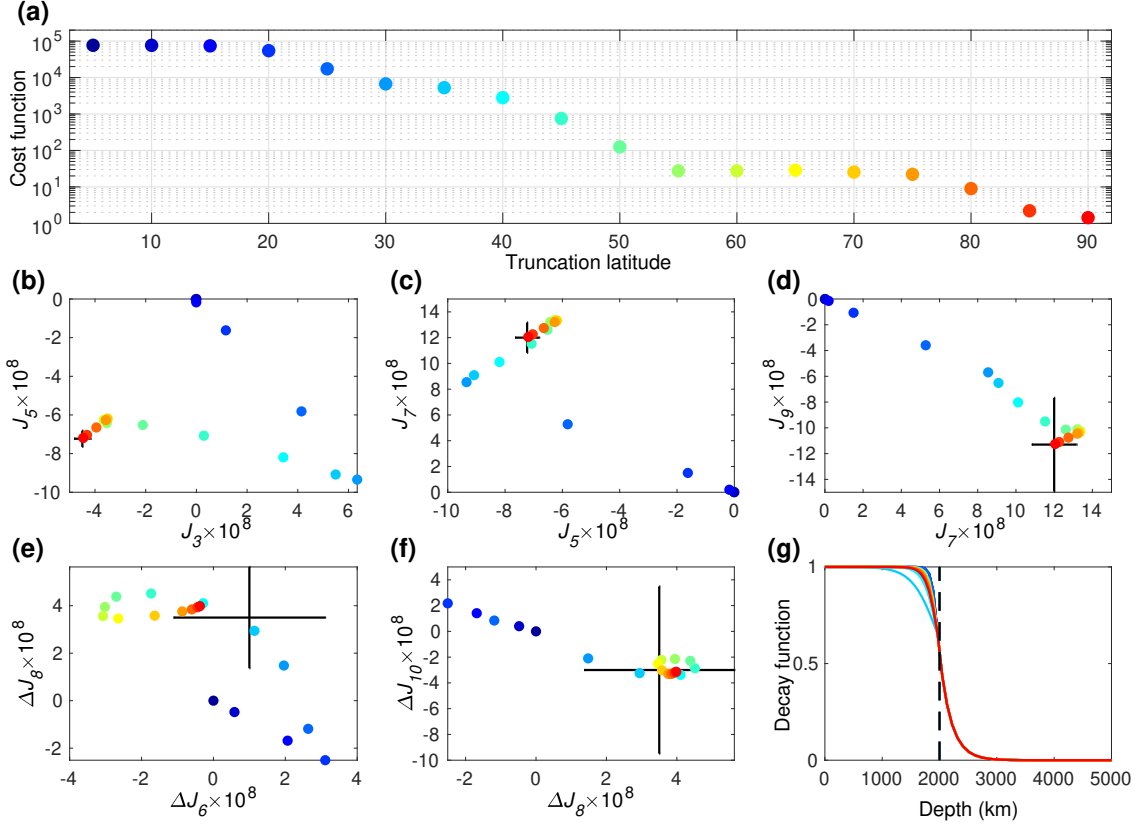 (a)
Cost function
10^5
10^4
10^3
10^2
10^1
10^0
10 20 30 40 50 60 70 80 90
Truncation latitude
(b)
J_5×10^8
0
-2
-4
-6
-8
-10
-4 -2 0 2 4 6
J_3×10^8
(c)
J_7×10^8
14
12
10
8
6
4
2
0
-10 -8 -6 -4 -2 0
J_5×10^8
(d)
J_9×10^8
0
-2
-4
-6
-8
-10
-12
-14
0 2 4 6 8 10 12 14
J_7×10^8
(e)
ΔJ_8×10^8
4
2
0
-2
-4 -2 0 2 4
ΔJ_6×10^8
(f)
ΔJ_10×10^8
4
2
0
-2
-4
-6
-8
-10
-2 0 2 4
ΔJ_8×10^8
(g)
Decay function
1
0.5
0
0 1000 2000 3000 4000 5000
Depth (km)